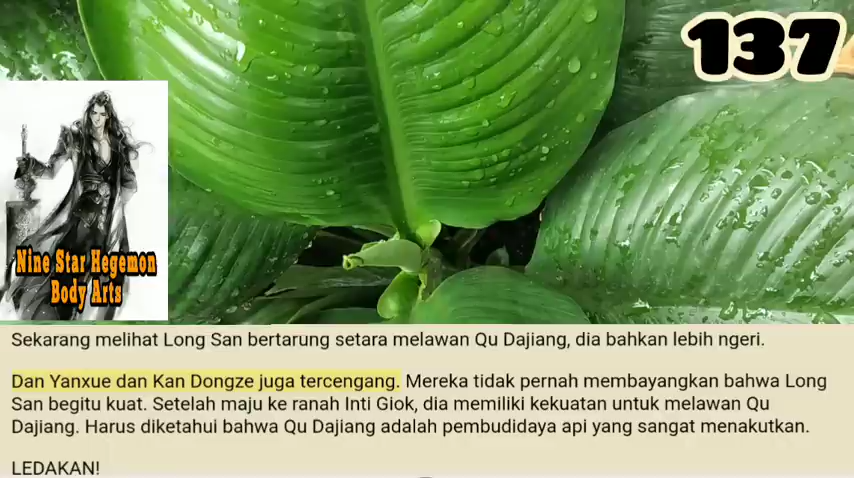 137
Nine Star Hegemon
Body Arts
Sekarang melihat Long San bertarung setara melawan Qu Dajiang, dia bahkan lebih ngeri.
Dan Yanxue dan Kan Dongze juga tercengang. Mereka tidak pernah membayangkan bahwa Long
San begitu kuat. Setelah maju ke ranah Inti Giok, dia memiliki kekuatan untuk melawan Qu
Dajiang. Harus diketahui bahwa Qu Dajiang adalah pembudidaya api yang sangat menakutkan.
LEDAKAN!